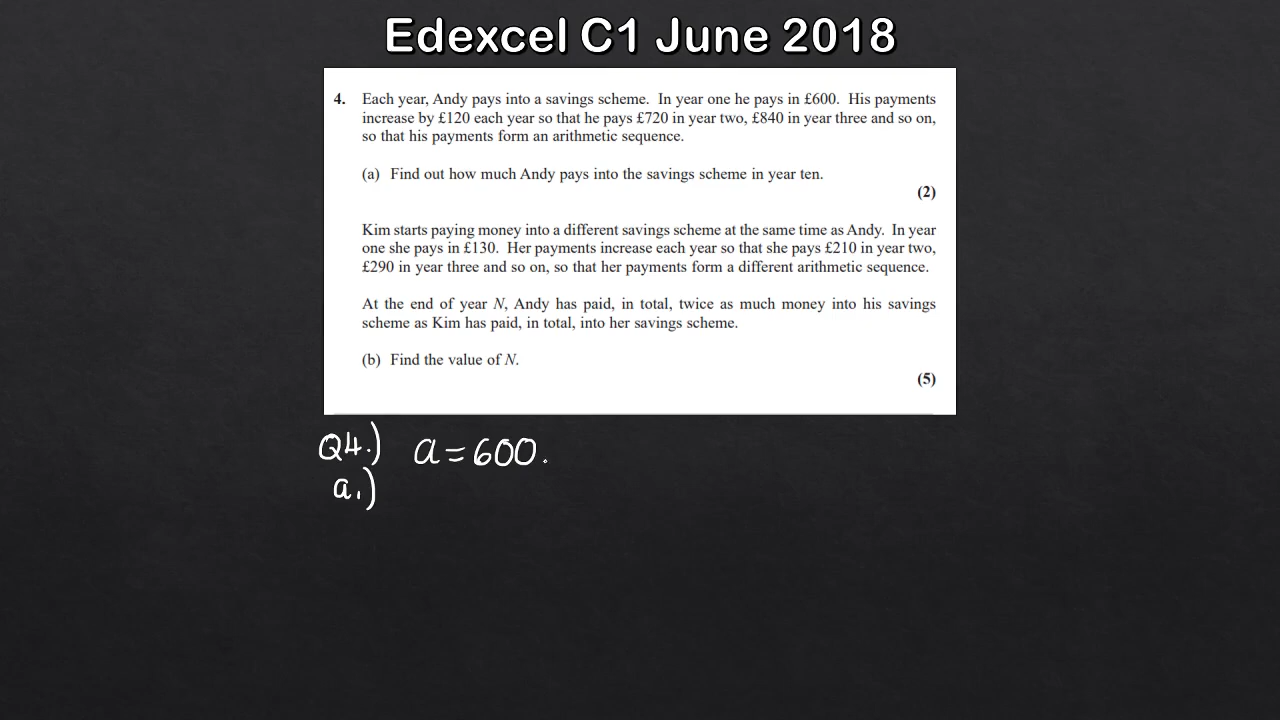 Edexcel C1 June 2018
4. Each year, Andy pays into a savings scheme. In year one he pays in £600. His payments
increase by £120 each year so that he pays £720 in year two, £840 in year three and so on,
so that his payments form an arithmetic sequence.
(a) Find out how much Andy pays into the savings scheme in year ten.
(2)
Kim starts paying money into a different savings scheme at the same time as Andy. In year
one she pays in £130. Her payments increase each year so that she pays £210 in year two,
£290 in year three and so on, so that her payments form a different arithmetic sequence.
At the end of year N, Andy has paid, in total, twice as much money into his savings
scheme as Kim has paid, in total, into her savings scheme.
(b) Find the value of N.
(5)
Q4.) a = 600.
a.)